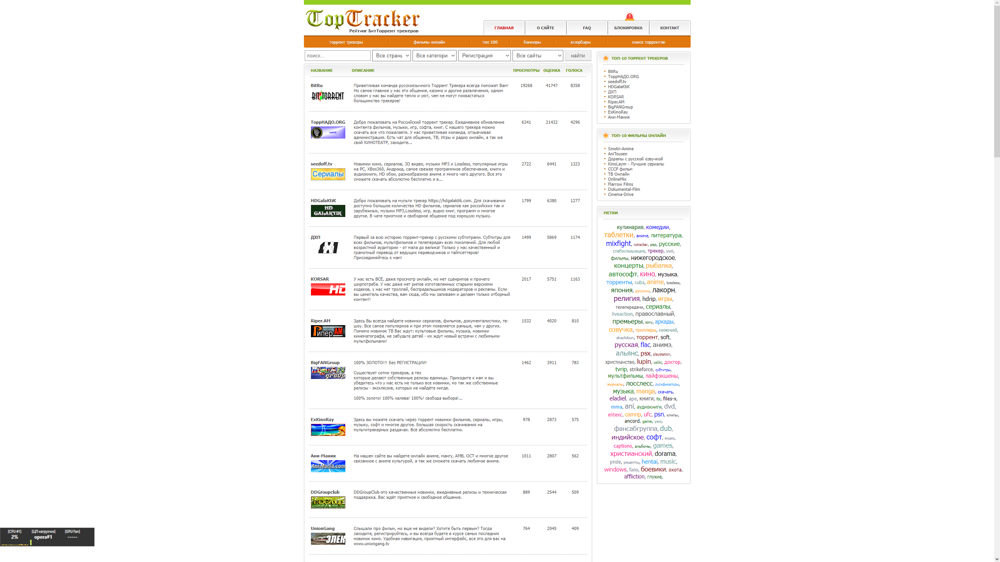 TopTracker
Рейтинг БитТоррент трекеров
ГЛАВНАЯ
О САЙТЕ
FAQ
БЛОКИРОВКА
КОНТАКТ
торрент трекеры
фильмы онлайн
топ 100
баннеры
юзербары
поиск торрентов
поиск...
Все страны
Все категории
Регистрация
Все сайты
найти
НАЗВАНИЕ ОПИСАНИЕ ПРОСМОТРЫ ОЦЕНКА ГОЛОСА
BitRu
BITTORRENT
Приветливая команда русскоязычного Торрент Трекера всегда поможет Вам!
Но самое главное у нас это общение, казино и другие развлечения, одним
словом у нас вы найдете тепло и уют, чем не могут похвастаться
большинство трекеров!
19268 41747 8358
ТоррНАДО.ORG
Добро пожаловать на Российский торрент трекер. Ежедневное обновление
контента фильмов, музыки, игр, софта, книг. С нашего трекера можно
скачать все что пожелаете. У нас приветливая команда, отзывчивая
администрация. Есть чат для общения, ТВ, Игры и радио онлайн, а так же
свой КИНОТЕАТР, заходите...
6341 21432 4296
seedoff.tv
Сериалы
Новинки кино, сериалов, 3D видео, музыки MP3 и Lossless, популярные игры
на PC, XBox360, Андроид, самое свежее программное обеспечение, книги и
аудиокниги, HD обои, разнообразное аниме и много чего другого. Все это
сможете скачать абсолютно бесплатно и в...
2722 6441 1323
HDGalaKtiK
HD
GALAKTIK
Добро пожаловать на мульти трекер https://hdgalaktik.com. Для скачивания
доступно большое количество HD фильмов, сериалов как российских так и
зарубежных, музыки MP3,Lossless, игр, аудио книг, программ и многое
другое. В чате приятное и свободное общение под хорошую музыку.
1799 6380 1277
ДХП
Первый за всю историю торрент-трекер с русскими субтитрами. Субтитры для
всех фильмов, мультфильмов и телепередач всех поколений. Для любой
возрастной аудитории - от мала до велика! Только у нас качественный и
грамотный перевод от ведущих переводчиков и тайпсеттеров!
Присоединяйтесь к нам!
1499 5869 1174
KORSAR
HD
У нас есть ВСЁ, даже просмотр онлайн, но нет сценрипов и прочего
ширпотреба. У нас даже нет рипов изготовленных старыми версиями
кодеков, у нас нет троллей, беспредельщиков модераторов и рекламы. Если
вы ценитель качества, вам сюда, ибо мы заливаем и делаем только отборный
контент!
2017 5751 1163
Riper.AM
Рипер АМ
Здесь Вы всегда найдете новинки сериалов, фильмов, документалистики, тв-
шоу. Все самое популярное и при этом появляется раньше, чем у других.
Помимо новинок ТВ Вас ждут: культовые фильмы, музыка, новинки
кинематографа, не забудьте детей - их ждут новый встречи с любимыми
мультфильмами!
1532 4020 810
BigFANGroup
BigFAN
group
100% ЗОЛОТО!!! Без РЕГИСТРАЦИИ!
Существует сотни трекеров, а тех
которые делают собственные релизы единицы. Приходите к нам и вы
убедитесь что у нас есть не только все новинки, но так же собственные
релизы - эксклюзив, которых не найдёте нигде.
100% золото! 100% халява! 100%! свобода выбора!...
1462 3911 783
ExKinoRay
Здесь вы можете скачать через торрент новинки фильмов, сериалы, игры,
музыку, софт и многое другое. Большая скорость скачивания на
мультитрекерных раздачах. Всё абсолютно бесплатно.
978 2873 575
Ани-Мания
Ani-Mania.com
На нашем сайте вы найдете онлайн аниме, мангу, АМВ, ОСТ и многое другое
связанное с аниме культурой, а так же сможете скачать любимое аниме.
1011 2807 562
DDGroupclub
DDGroup
DDGroupClub-это качественные новинки, ежедневные релизы и техническая
поддержка. Вас ждёт приятное и свободное общение.
889 2544 509
UnionGang
ЭЛЕК
Слышали про фильм, но еще не видели? Хотите быть первым? Тогда
заходите, регистрируйтесь, и вы всегда будете в курсе самых последних
новинок кино. Удобная навигация, приятный интерфейс, все это для вас на
www.uniongang.tv
764 2045 409
ТОП-10 ТОРРЕНТ ТРЕКЕРОВ
BitRu
ТоррНАДО.ORG
seedoff.tv
HDGalaKtiK
ДХП
KORSAR
Riper.AM
BigFANGroup
ExKinoRay
Ани-Мания
ТОП-10 ФИЛЬМЫ ОНЛАЙН
Smotri-Anime
AniTousen
Дорамы с русской озвучкой
KinoLaym - Лучшие сериалы
СССР фильм
ТВ Онлайн
OnlineMix
Flarrow Films
Dokumental-Film
Cinema-Drive
МЕТКИ
кулинария, комедии,
таблетки, аниме, литература,
mixfight, rutracker, psp, русские,
слабослышащие, трекер, yuri,
фильмы, нижегородское,
концерты, рыбалка,
автософт, кино, музыка,
торренты, cuba, anime, lossless,
япония, русском, лакорн,
религия, hdrip, игры,
телепередачи, сериалы,
liveaction, православный,
премьеры, sony, аркады,
озвучка, триллеры, нижний,
shachiburi, торрент, soft,
русская, flac, анимэ,
альянс, psx, playstation,
христианство, lupin, oslikt, доктор,
tvrip, strikeforce, субтитры,
мультфильмы, лайфэкшены,
журналы, лосслесс, русификаторы,
музыка, manga, скачать,
eladiel, ape, книги, fbt, files-x,
mma, ani, аудиокниги, dvd,
elitexc, camrip, ufc, psn, клипы,
ancord, game, yaoi,
фансабгруппа, dub,
индийское, софт, видео,
captions, альбомы, games,
христианский, dorama,
pride, рецепты, hentai, music,
windows, fano, боевики, охота,
affliction, глухие,
[CPU #1] [ЦП нагрузчик] [GPU Fan]
2% opera#1 -----